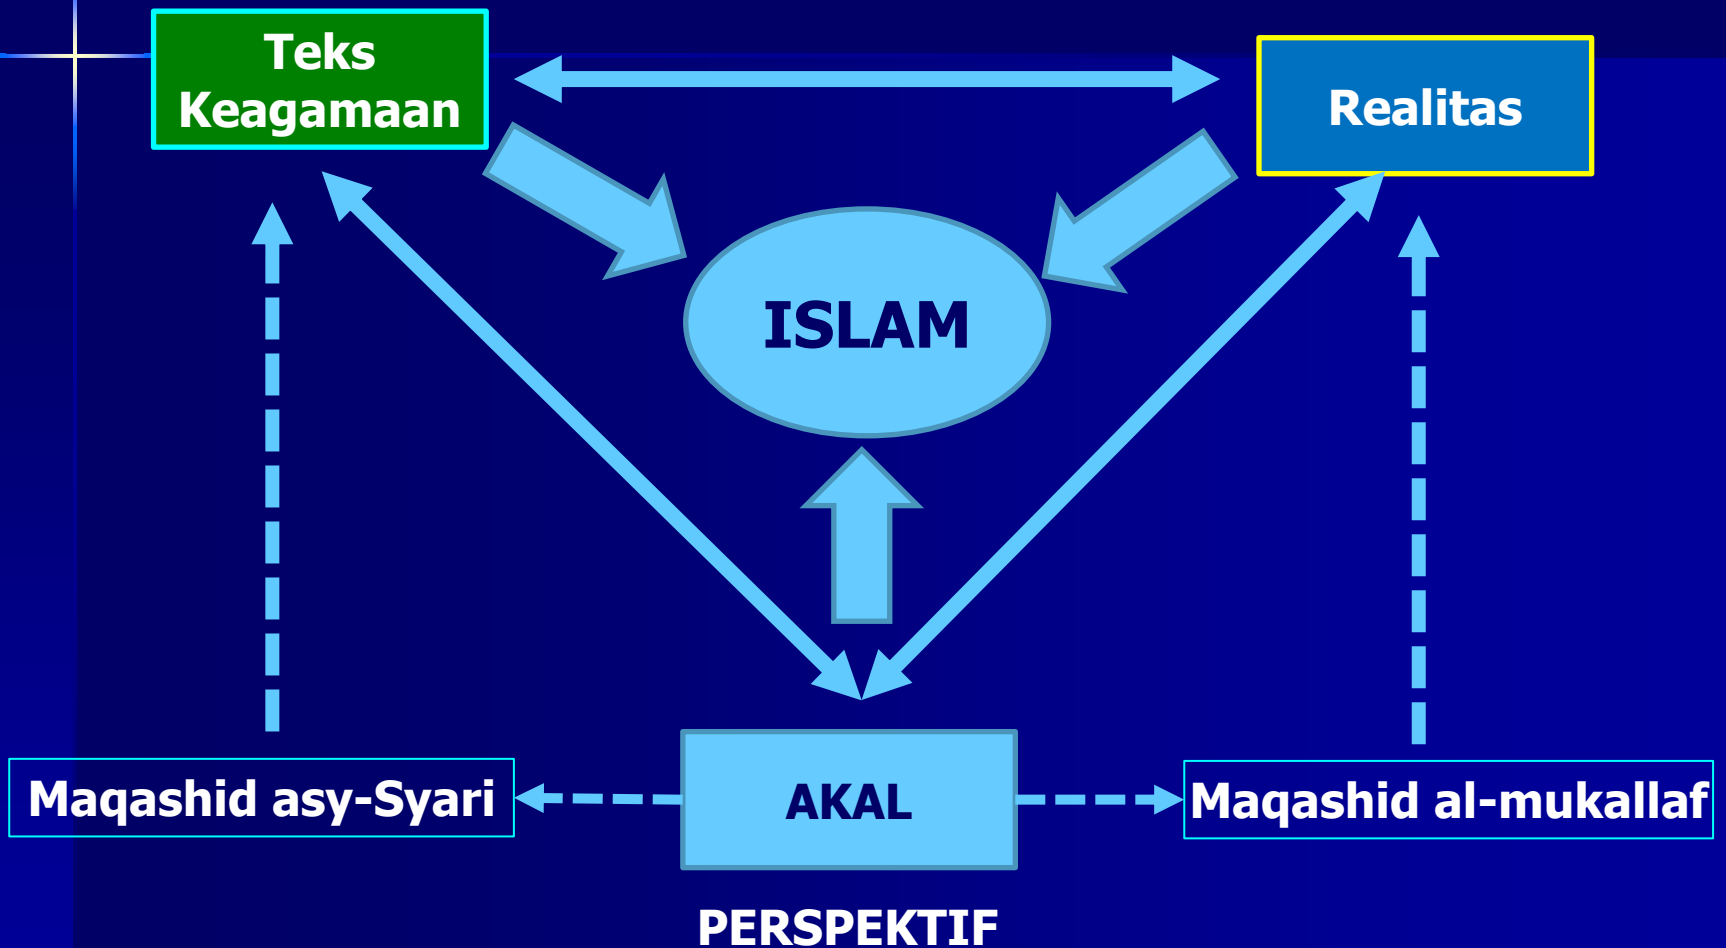 Teks
Keagamaan
Realitas
ISLAM
Maqashid asy-Syari
AKAL
Maqashid al-mukallaf
PERSPEKTIF